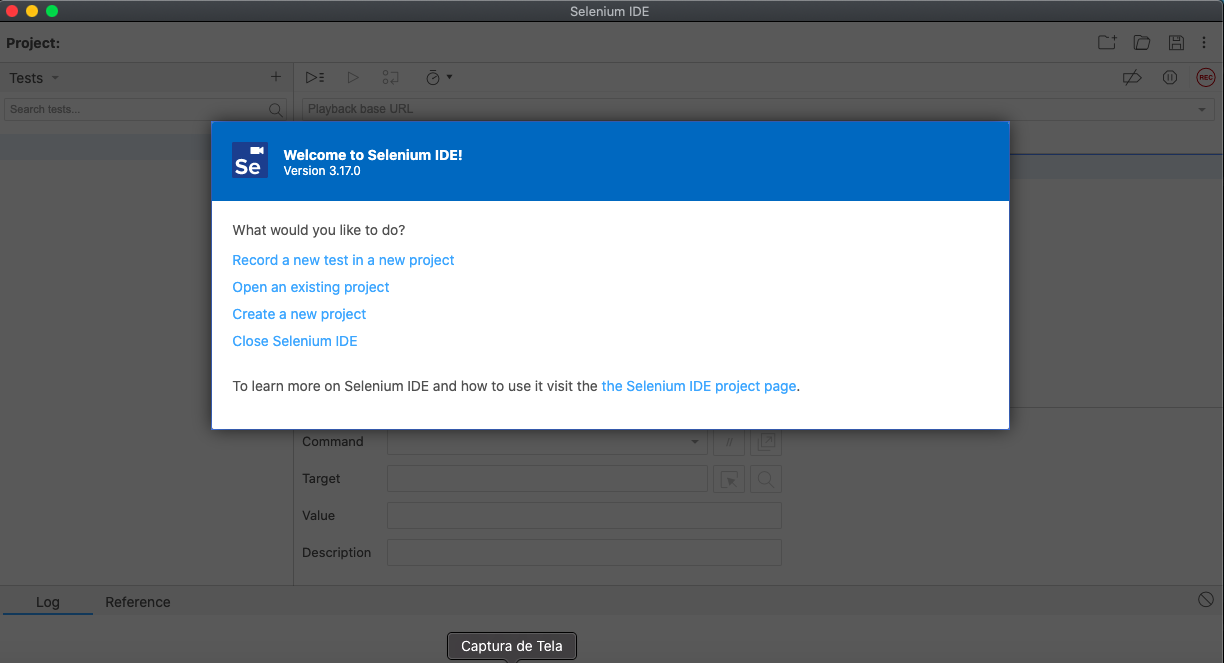 Selenium IDE
Project:
Tests
REC
Search tests...
Playback base URL
Se
Welcome to Selenium IDE!
Version 3.17.0
What would you like to do?
Record a new test in a new project
Open an existing project
Create a new project
Close Selenium IDE
To learn more on Selenium IDE and how to use it visit the the Selenium IDE project page.
Command
//
Target
Value
Description
Log
Reference
Captura de Tela